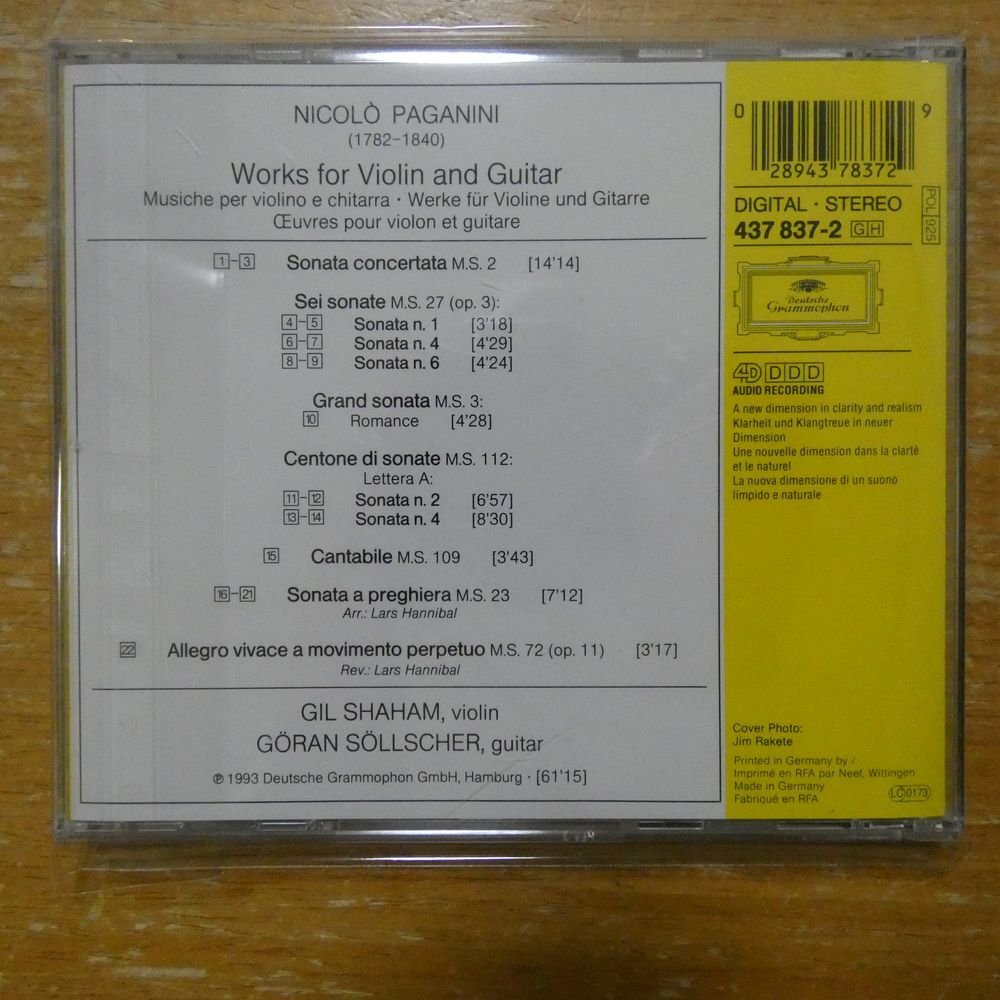 NICOLÒ PAGANINI
(1782–1840)
Works for Violin and Guitar
Musiche per violino e chitarra · Werke für Violine und Gitarre
Œuvres pour violon et guitare
1–3 Sonata concertata M.S. 2 [14'14]
Sei sonate M.S. 27 (op. 3):
4–5 Sonata n. 1 [3'18]
6–7 Sonata n. 4 [4'29]
8–9 Sonata n. 6 [4'24]
Grand sonata M.S. 3:
10 Romance [4'28]
Centone di sonate M.S. 112:
Lettera A:
11–12 Sonata n. 2 [6'57]
13–14 Sonata n. 4 [8'30]
15 Cantabile M.S. 109 [3'43]
16–21 Sonata a preghiera M.S. 23 [7'12]
Arr.: Lars Hannibal
22 Allegro vivace a movimento perpetuo M.S. 72 (op. 11) [3'17]
Rev.: Lars Hannibal
GIL SHAHAM, violin
GÖRAN SÖLLSCHER, guitar
℗ 1993 Deutsche Grammophon GmbH, Hamburg · [61'15]
0 28943 78372 9
DIGITAL · STEREO
437 837-2 GH
POL 925
Deutsche
Grammophon
4D DDD
AUDIO RECORDING
A new dimension in clarity and realism
Klarheit und Klangtreue in neuer
Dimension
Une nouvelle dimension dans la clarté
et le naturel
La nuova dimensione di un suono
limpido e naturale
Cover Photo:
Jim Rakete
Printed in Germany by /
Imprimé en RFA par Neef, Wittingen
Made in Germany
Fabriqué en RFA
LC 0173